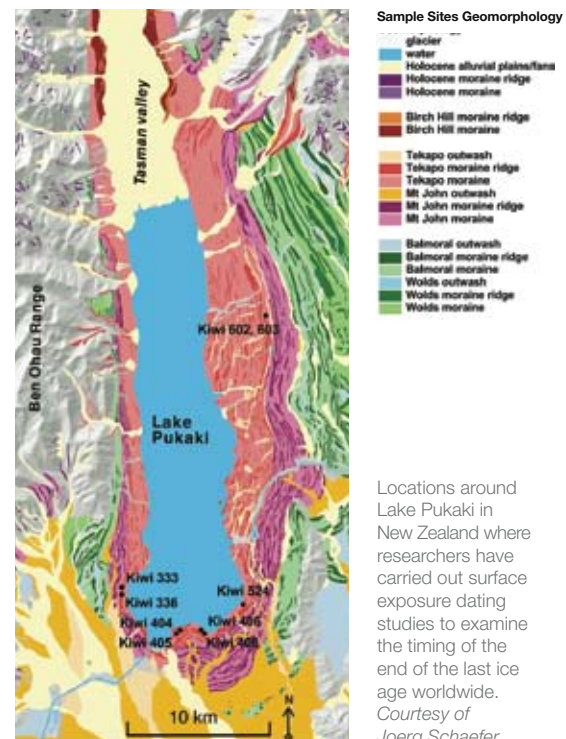 Sample Sites Geomorphology
glacier
water
Holocene alluvial plains/fans
Holocene moraine ridge
Holocene moraine
Birch Hill moraine ridge
Birch Hill moraine
Tekapo outwash
Tekapo moraine ridge
Tekapo moraine
Mt John outwash
Mt John moraine ridge
Mt John moraine
Balmoral outwash
Balmoral moraine ridge
Balmoral moraine
Wolds outwash
Wolds moraine ridge
Wolds moraine
Tasman valley
Ben Ohau Range
Kiwi 602, 603
Lake
Pukaki
Kiwi 333
Kiwi 336
Kiwi 524
Kiwi 404
Kiwi 406
Kiwi 405
Kiwi 408
10 km
N
Locations around
Lake Pukaki in
New Zealand where
researchers have
carried out surface
exposure dating
studies to examine
the timing of the
end of the last ice
age worldwide.
Courtesy of
Joerg Schaefer